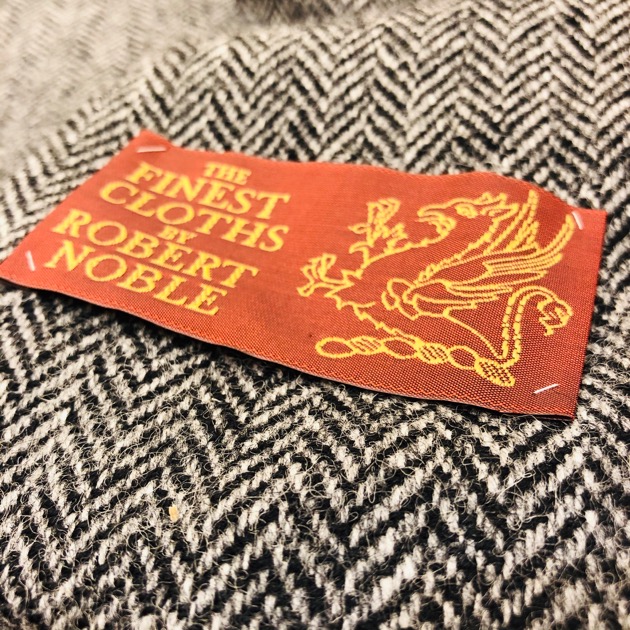 THE
FINEST
CLOTHS
BY
ROBERT
NOBLE